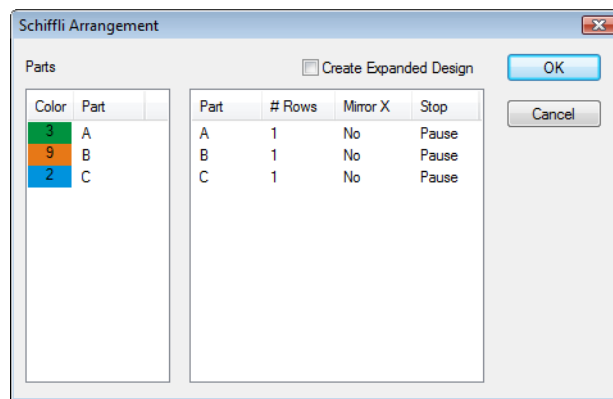 Schiffli Arrangement
Parts
Create Expanded Design
OK
Cancel
Color Part
3 A
9 B
2 C
Part # Rows Mirror X Stop
A 1 No Pause
B 1 No Pause
C 1 No Pause